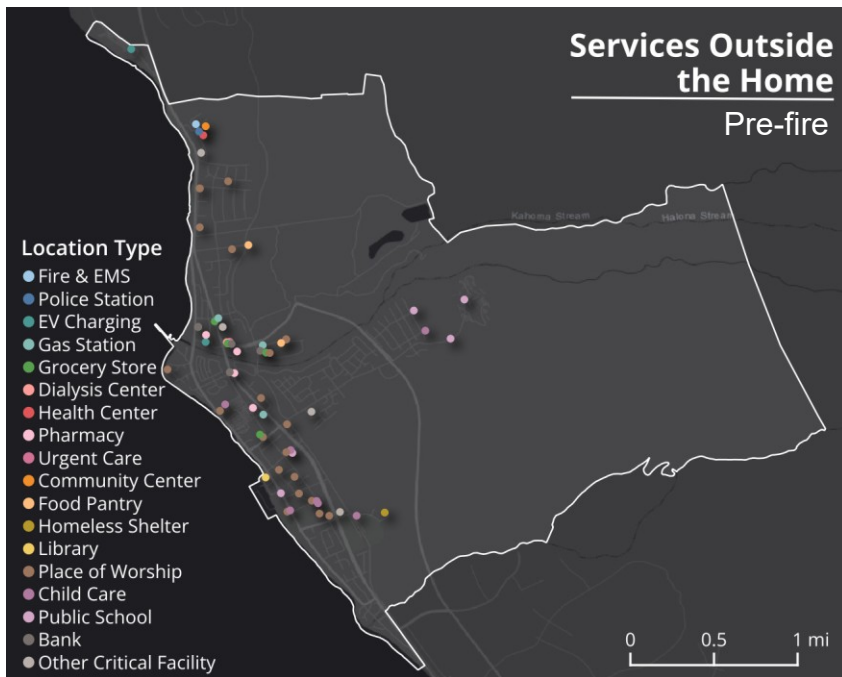 Services Outside
the Home
Pre-fire
Kahoma Stream
Halona Stream
Location Type
Fire & EMS
Police Station
EV Charging
Gas Station
Grocery Store
Dialysis Center
Health Center
Pharmacy
Urgent Care
Community Center
Food Pantry
Homeless Shelter
Library
Place of Worship
Child Care
Public School
Bank
Other Critical Facility
0 0.5 1 mi